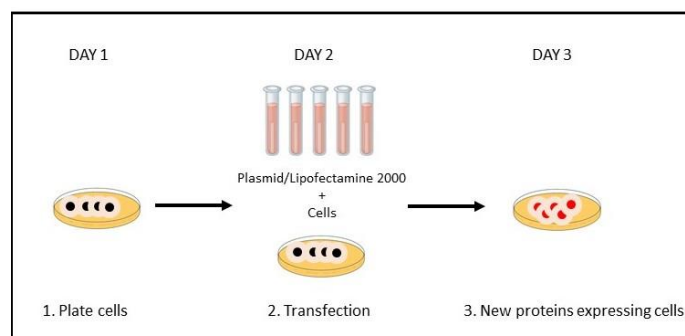 DAY 1
DAY 2
DAY 3
Plasmid/Lipofectamine 2000
+
Cells
1. Plate cells
2. Transfection
3. New proteins expressing cells